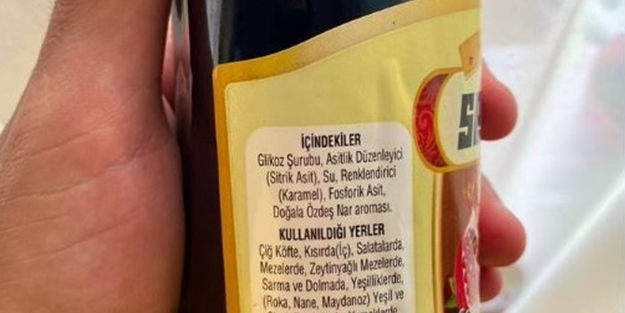 İÇİNDEKİLER
Glikoz Şurubu, Asitlik Düzenleyici
(Sitrik Asit), Su, Renklendirici
(Karamel), Fosforik Asit,
Doğala Özdeş Nar aroması.
KULLANILDIĞI YERLER
Çiğ Köfte, Kısırda(İç), Salatalarda,
Mezelerde, Zeytinyağlı Mezelerde,
Sarma ve Dolmada, Yeşilliklerde,
(Roka, Nane, Maydanoz) Yeşil ve